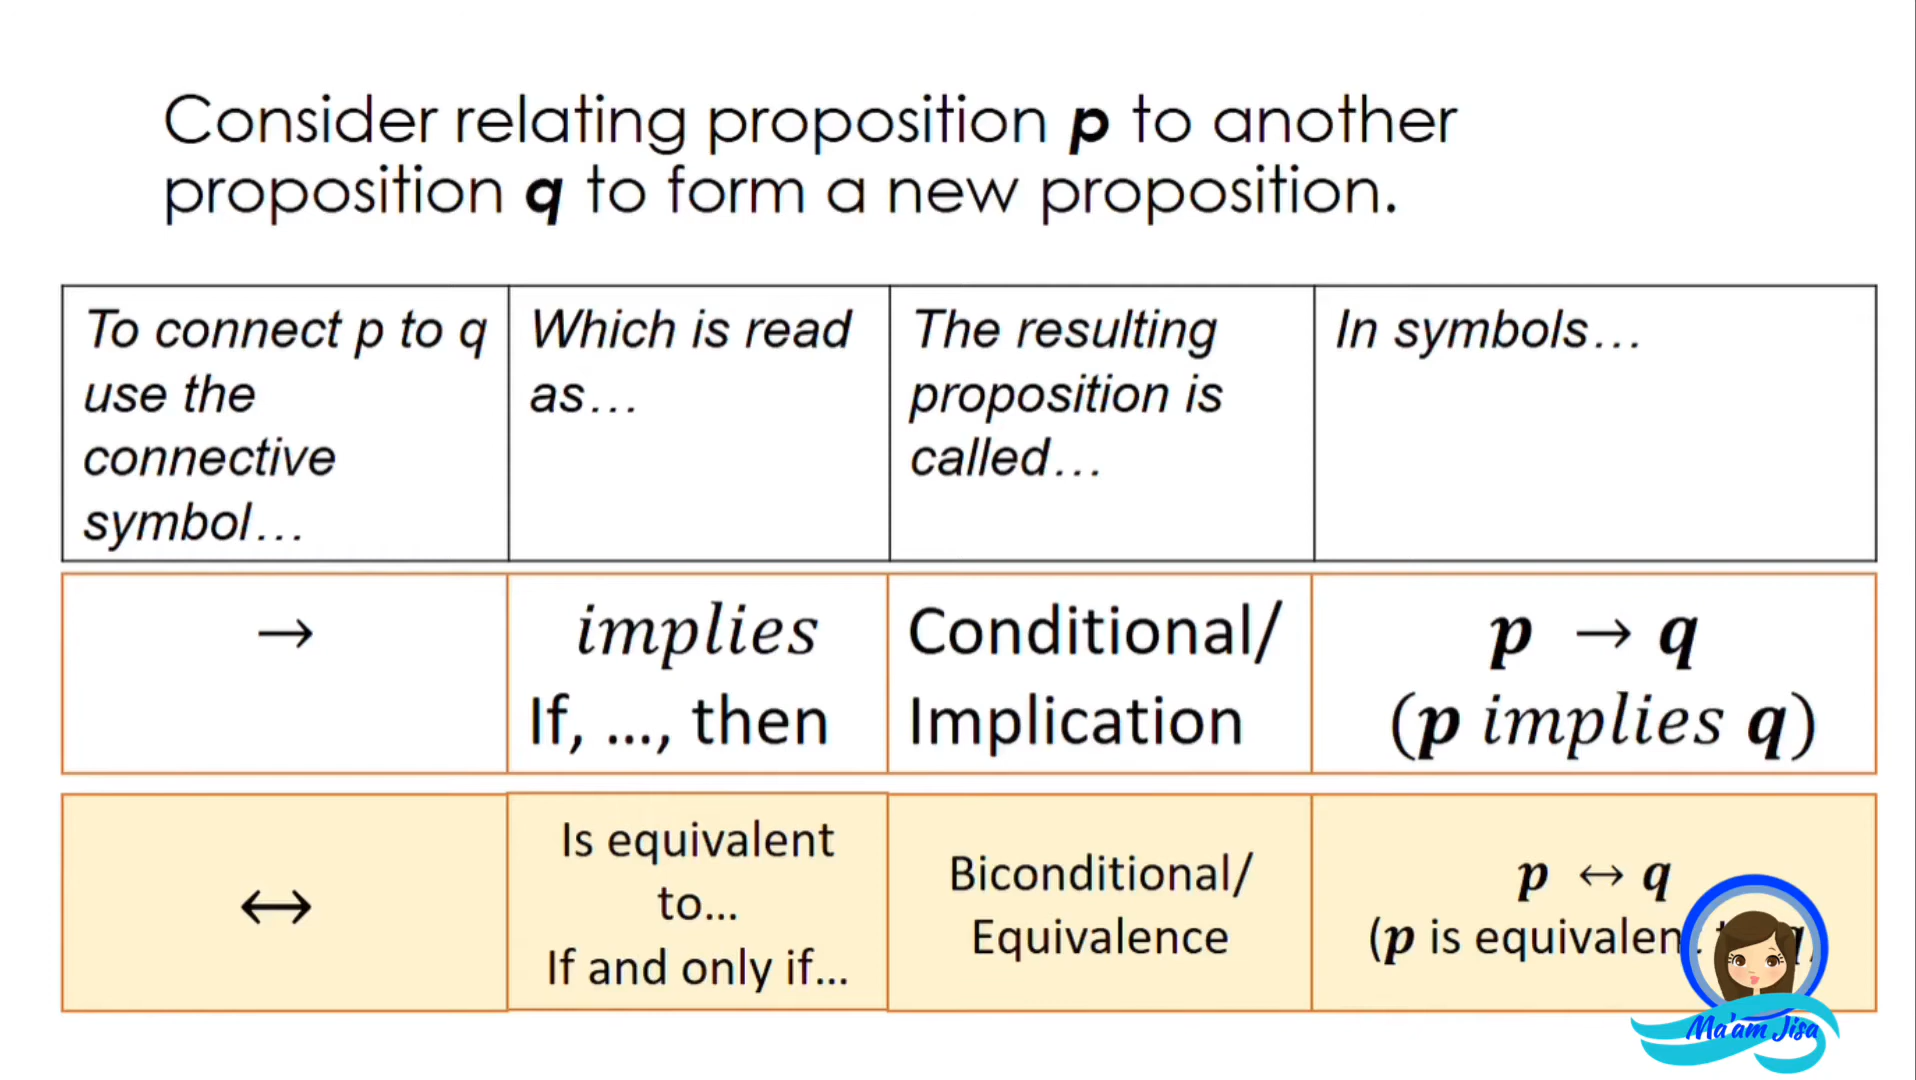 Consider relating proposition p to another
proposition q to form a new proposition.
To connect p to q
use the
connective
symbol…
Which is read
as…
The resulting
proposition is
called…
In symbols…
→
implies
If, …, then
Conditional/
Implication
p → q
(p implies q)
↔
Is equivalent
to…
If and only if…
Biconditional/
Equivalence
p ↔ q
(p is equivalent
Ma'am Jisa